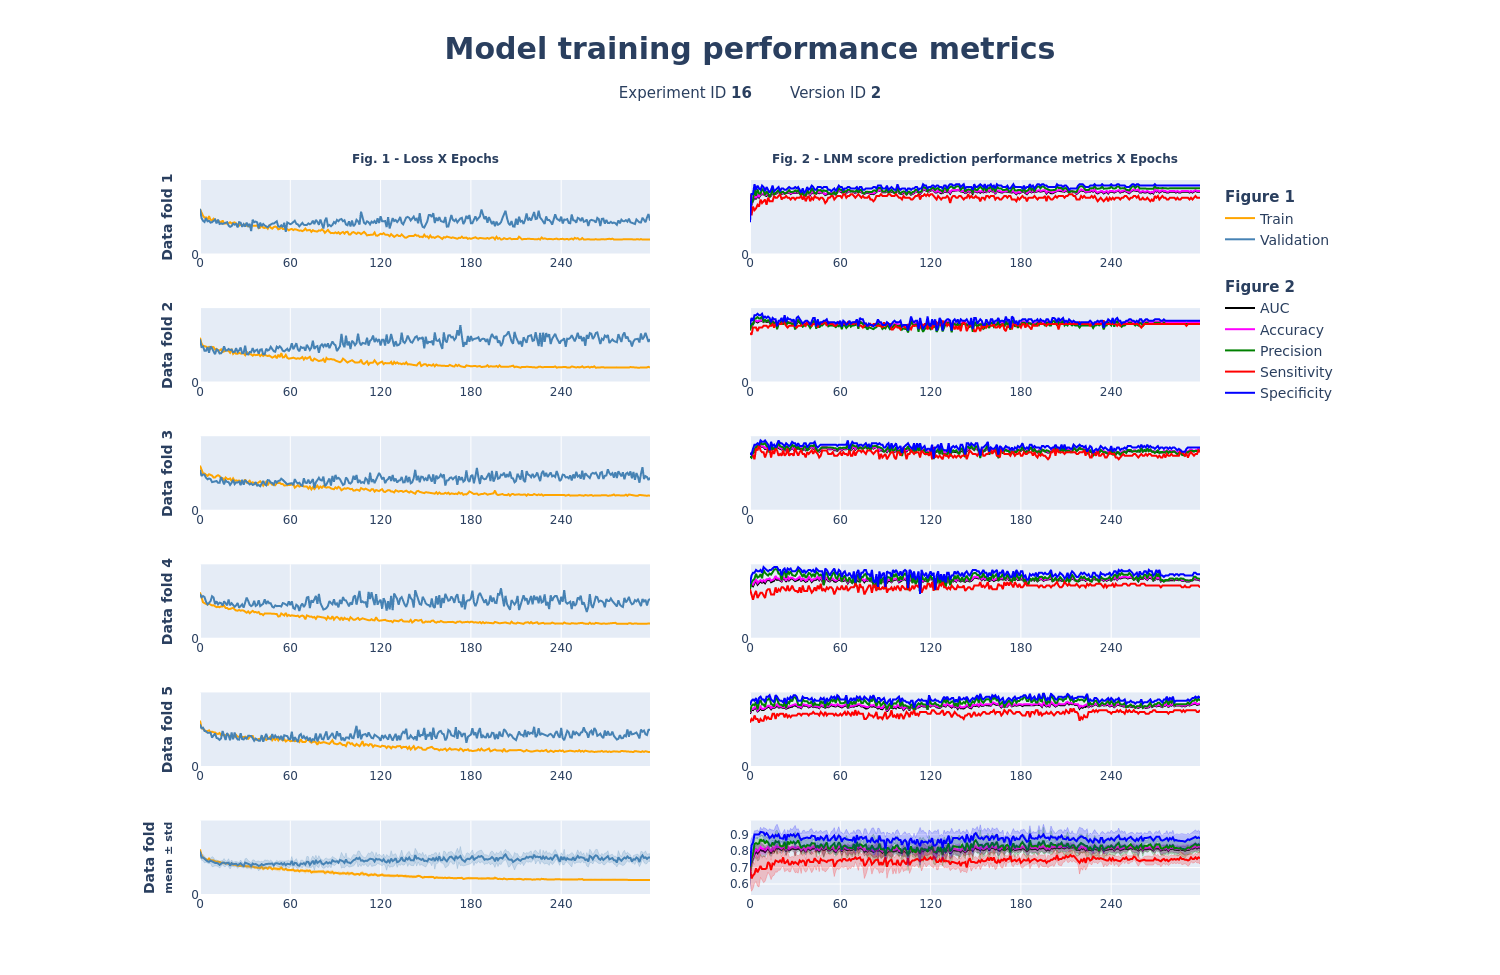 Model training performance metrics
Experiment ID 16 Version ID 2
Fig. 1 - Loss X Epochs
Fig. 2 - LNM score prediction performance metrics X Epochs
Data fold 1
0
0 60 120 180 240
0
0 60 120 180 240
Data fold 2
0
0 60 120 180 240
0
0 60 120 180 240
Data fold 3
0
0 60 120 180 240
0
0 60 120 180 240
Data fold 4
0
0 60 120 180 240
0
0 60 120 180 240
Data fold 5
0
0 60 120 180 240
0
0 60 120 180 240
Data fold
mean ± std
0
0 60 120 180 240
0.9
0.8
0.7
0.6
0 60 120 180 240
Figure 1
Train
Validation
Figure 2
AUC
Accuracy
Precision
Sensitivity
Specificity